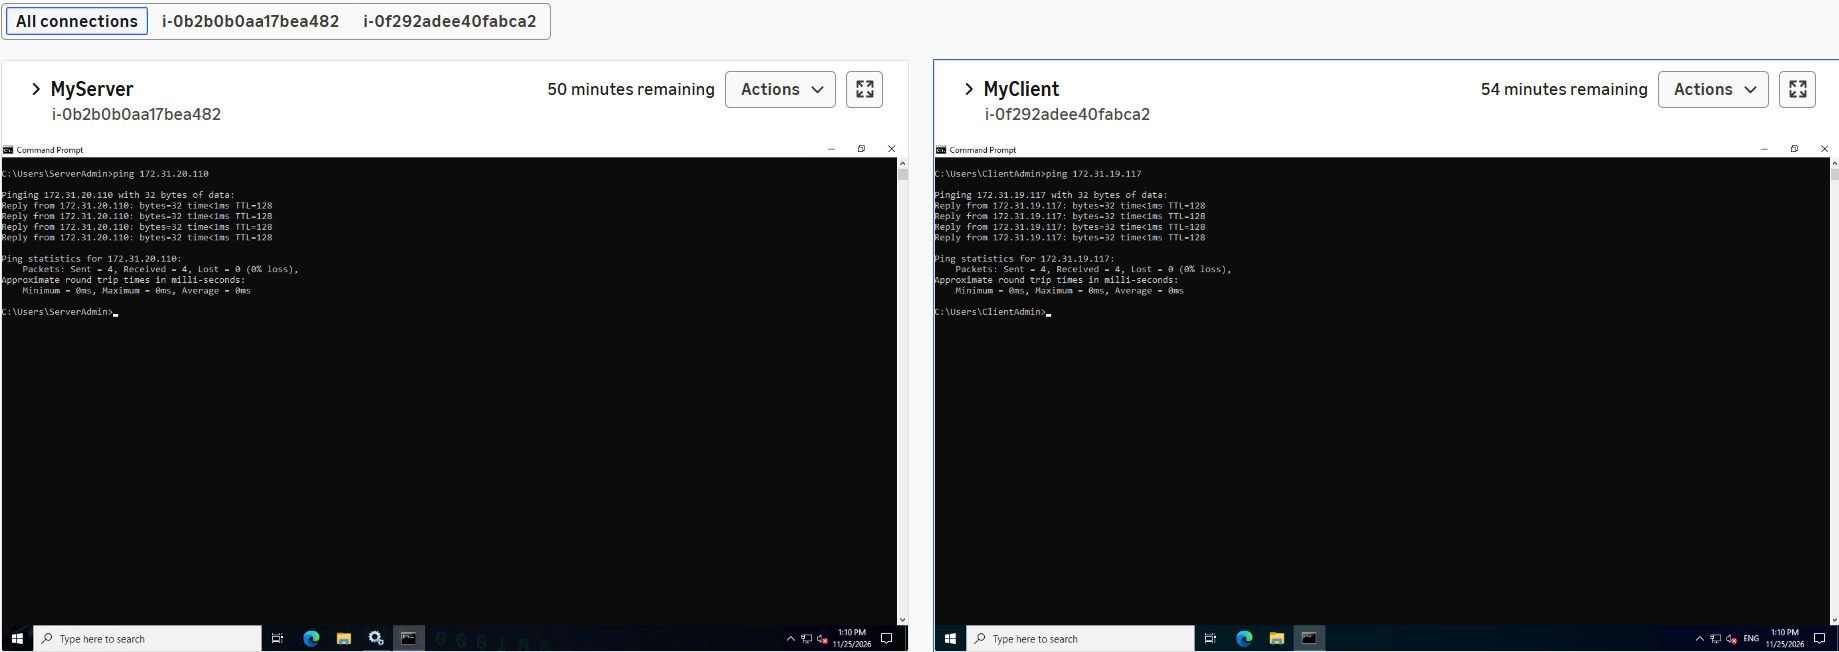 All connections i-0b2b0b0aa17bea482 i-0f292adee40fabca2
MyServer
50 minutes remaining
Actions
i-0b2b0b0aa17bea482
Command Prompt
C:\Users\ServerAdmin>ping 172.31.20.110
Pinging 172.31.20.110 with 32 bytes of data:
Reply from 172.31.20.110: bytes=32 time<1ms TTL=128
Reply from 172.31.20.110: bytes=32 time<1ms TTL=128
Reply from 172.31.20.110: bytes=32 time<1ms TTL=128
Reply from 172.31.20.110: bytes=32 time<1ms TTL=128
Ping statistics for 172.31.20.110:
Packets: Sent = 4, Received = 4, Lost = 0 (0% loss),
Approximate round trip times in milli-seconds:
Minimum = 0ms, Maximum = 0ms, Average = 0ms
C:\Users\ServerAdmin>
Type here to search
1:10 PM
11/25/2026
MyClient
54 minutes remaining
Actions
i-0f292adee40fabca2
Command Prompt
C:\Users\ClientAdmin>ping 172.31.19.117
Pinging 172.31.19.117 with 32 bytes of data:
Reply from 172.31.19.117: bytes=32 time<1ms TTL=128
Reply from 172.31.19.117: bytes=32 time<1ms TTL=128
Reply from 172.31.19.117: bytes=32 time<1ms TTL=128
Reply from 172.31.19.117: bytes=32 time<1ms TTL=128
Ping statistics for 172.31.19.117:
Packets: Sent = 4, Received = 4, Lost = 0 (0% loss),
Approximate round trip times in milli-seconds:
Minimum = 0ms, Maximum = 0ms, Average = 0ms
C:\Users\ClientAdmin>
Type here to search
ENG
1:10 PM
11/25/2026